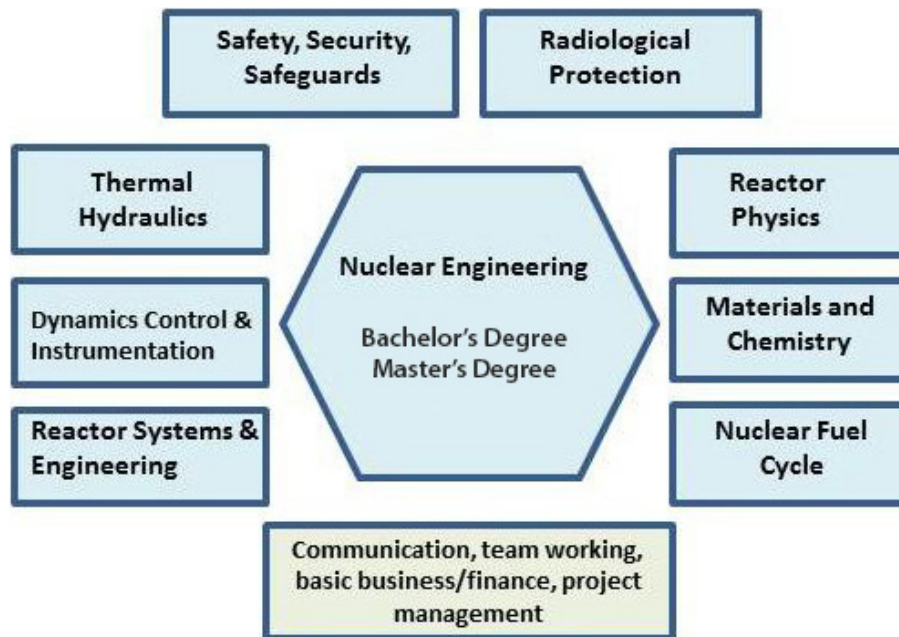 Safety, Security,
Safeguards
Radiological
Protection
Thermal
Hydraulics
Reactor
Physics
Nuclear Engineering
Bachelor's Degree
Master's Degree
Dynamics Control &
Instrumentation
Materials and
Chemistry
Reactor Systems &
Engineering
Nuclear Fuel
Cycle
Communication, team working,
basic business/finance, project
management